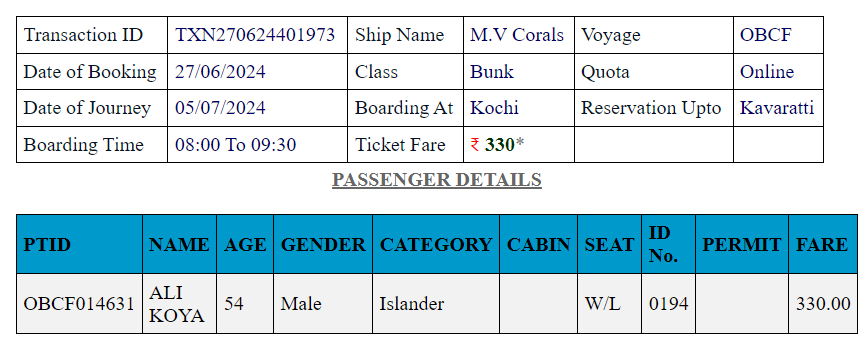 Transaction ID TXN270624401973 Ship Name M.V Corals Voyage OBCF
Date of Booking 27/06/2024 Class Bunk Quota Online
Date of Journey 05/07/2024 Boarding At Kochi Reservation Upto Kavaratti
Boarding Time 08:00 To 09:30 Ticket Fare ₹ 330*
PASSENGER DETAILS
PTID NAME AGE GENDER CATEGORY CABIN SEAT ID No. PERMIT FARE
OBCF014631 ALI KOYA 54 Male Islander W/L 0194 330.00